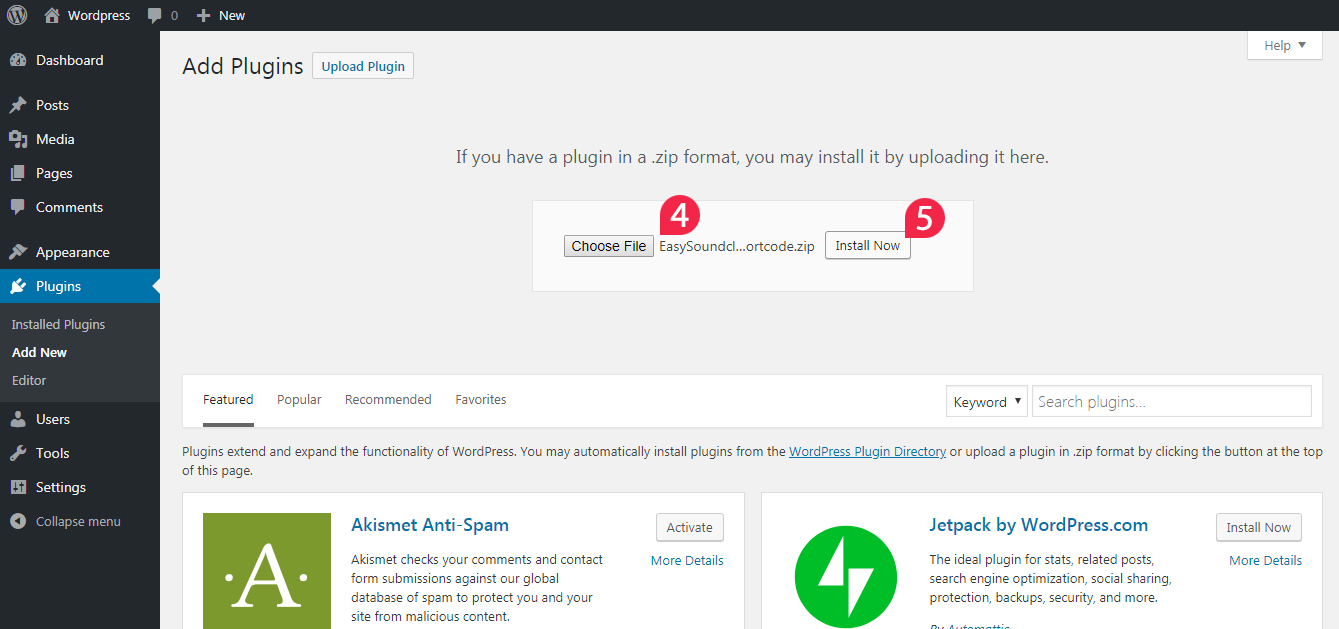 Wordpress 0 New
Help ▼
Dashboard
Posts
Media
Pages
Comments
Appearance
Plugins
Installed Plugins
Add New
Editor
Users
Tools
Settings
Collapse menu
Add Plugins Upload Plugin
If you have a plugin in a .zip format, you may install it by uploading it here.
4
5
Choose File EasySoundcl...ortcode.zip Install Now
Featured Popular Recommended Favorites
Keyword ▼ Search plugins...
Plugins extend and expand the functionality of WordPress. You may automatically install plugins from the WordPress Plugin Directory or upload a plugin in .zip format by clicking the button at the top
of this page.
·A·
Akismet Anti-Spam
Activate
More Details
Akismet checks your comments and contact
form submissions against our global
database of spam to protect you and your
site from malicious content.
Jetpack by WordPress.com
Install Now
More Details
The ideal plugin for stats, related posts,
search engine optimization, social sharing,
protection, backups, security, and more.
By Automattic